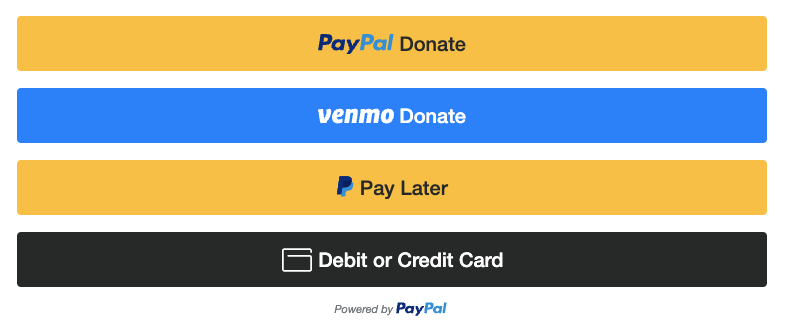 PayPal Donate
venmo Donate
Pay Later
Debit or Credit Card
Powered by PayPal